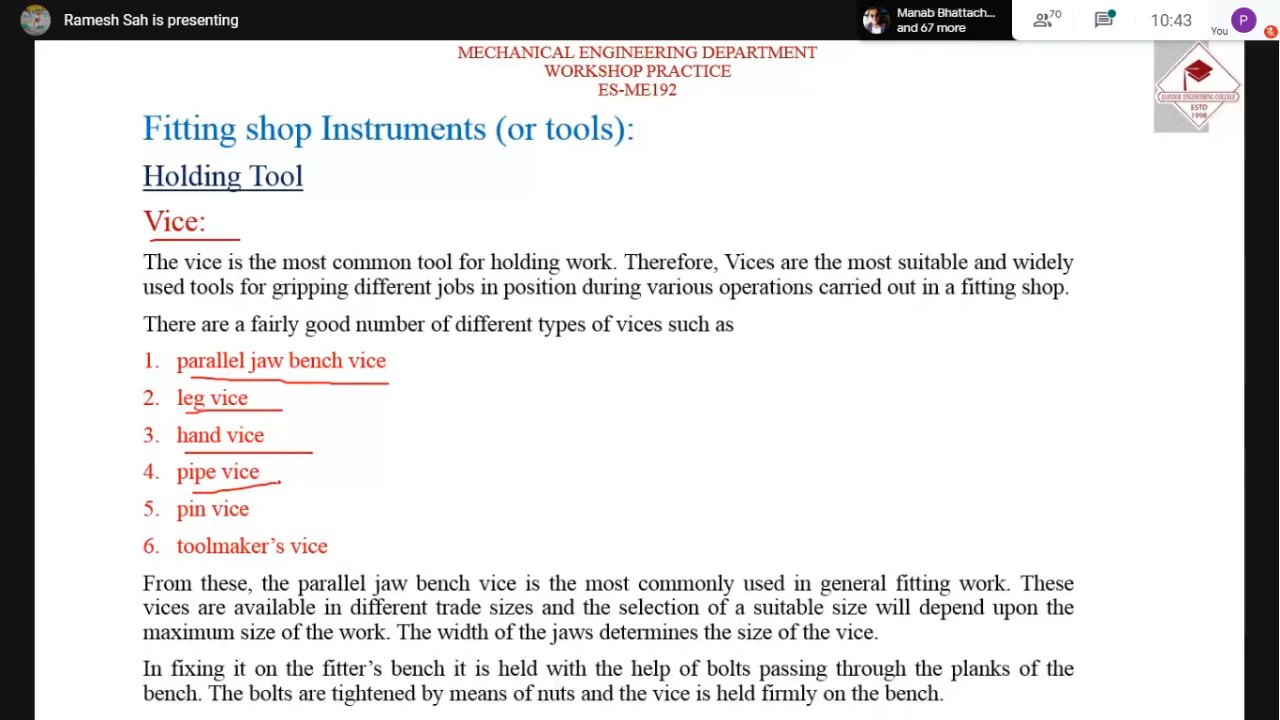 Ramesh Sah is presenting
Manab Bhattach...
and 67 more
70
10:43
You
P
MECHANICAL ENGINEERING DEPARTMENT
WORKSHOP PRACTICE
ES-ME192
ASANSOL ENGINEERING COLLEGE
ESTD
1998
Fitting shop Instruments (or tools):
Holding Tool
Vice:
The vice is the most common tool for holding work. Therefore, Vices are the most suitable and widely
used tools for gripping different jobs in position during various operations carried out in a fitting shop.
There are a fairly good number of different types of vices such as
1. parallel jaw bench vice
2. leg vice
3. hand vice
4. pipe vice
5. pin vice
6. toolmaker’s vice
From these, the parallel jaw bench vice is the most commonly used in general fitting work. These
vices are available in different trade sizes and the selection of a suitable size will depend upon the
maximum size of the work. The width of the jaws determines the size of the vice.
In fixing it on the fitter’s bench it is held with the help of bolts passing through the planks of the
bench. The bolts are tightened by means of nuts and the vice is held firmly on the bench.